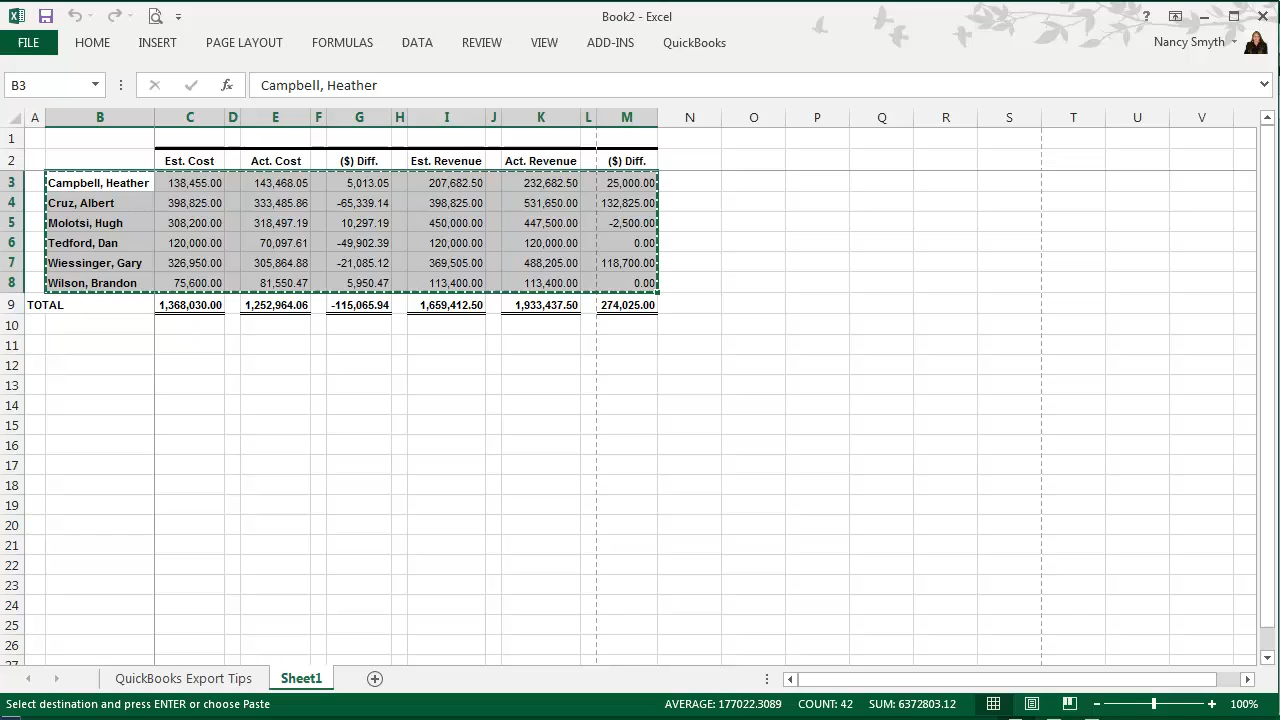 Book2 - Excel
?
FILE HOME INSERT PAGE LAYOUT FORMULAS DATA REVIEW VIEW ADD-INS QuickBooks
Nancy Smyth
B3 fx Campbell, Heather
A B C D E F G H I J K L M N O P Q R S T U V
1
2 Est. Cost Act. Cost ($) Diff. Est. Revenue Act. Revenue ($) Diff.
3 Campbell, Heather 138,455.00 143,468.05 5,013.05 207,682.50 232,682.50 25,000.00
4 Cruz, Albert 398,825.00 333,485.86 -65,339.14 398,825.00 531,650.00 132,825.00
5 Molotsi, Hugh 308,200.00 318,497.19 10,297.19 450,000.00 447,500.00 -2,500.00
6 Tedford, Dan 120,000.00 70,097.61 -49,902.39 120,000.00 120,000.00 0.00
7 Wiessinger, Gary 326,950.00 305,864.88 -21,085.12 369,505.00 488,205.00 118,700.00
8 Wilson, Brandon 75,600.00 81,550.47 5,950.47 113,400.00 113,400.00 0.00
9 TOTAL 1,368,030.00 1,252,964.06 -115,065.94 1,659,412.50 1,933,437.50 274,025.00
10
11
12
13
14
15
16
17
18
19
20
21
22
23
24
25
26
27
QuickBooks Export Tips Sheet1
Select destination and press ENTER or choose Paste AVERAGE: 177022.3089 COUNT: 42 SUM: 6372803.12 100%